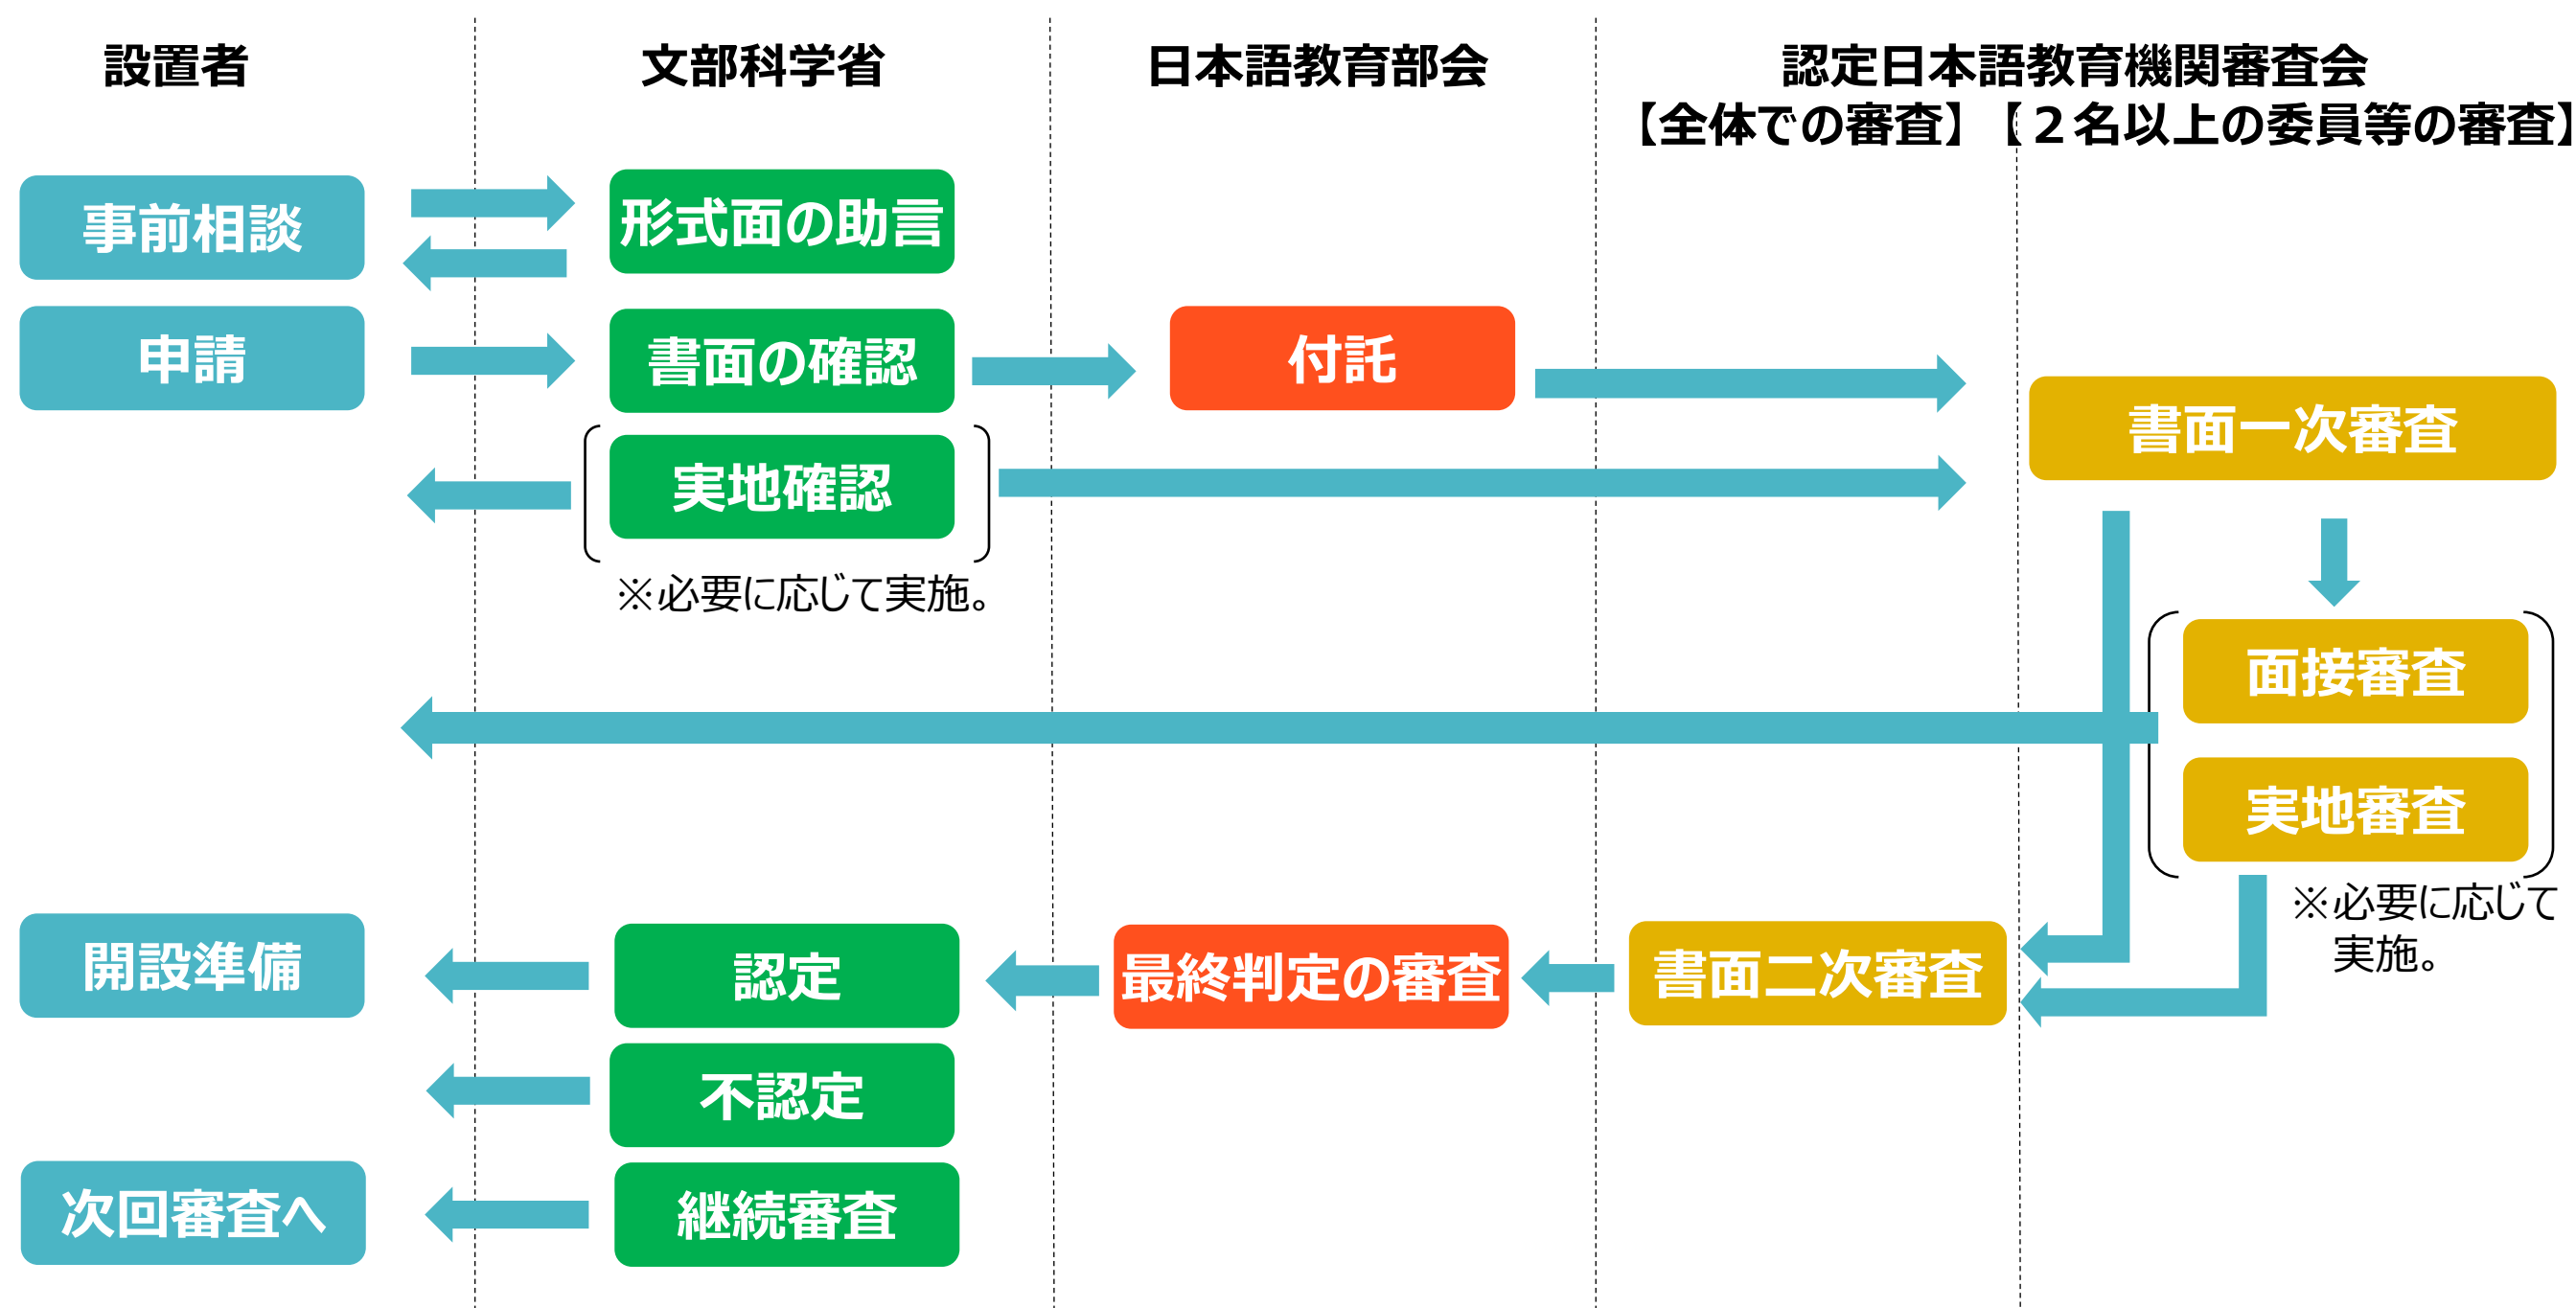 設置者
文部科学省
日本語教育部会
認定日本語教育機関審査会
【全体での審査】【２名以上の委員等の審査】
事前相談
形式面の助言
申請
書面の確認
付託
書面一次審査
実地確認
※必要に応じて実施。
面接審査
実地審査
※必要に応じて
実施。
開設準備
認定
最終判定の審査
書面二次審査
不認定
次回審査へ
継続審査